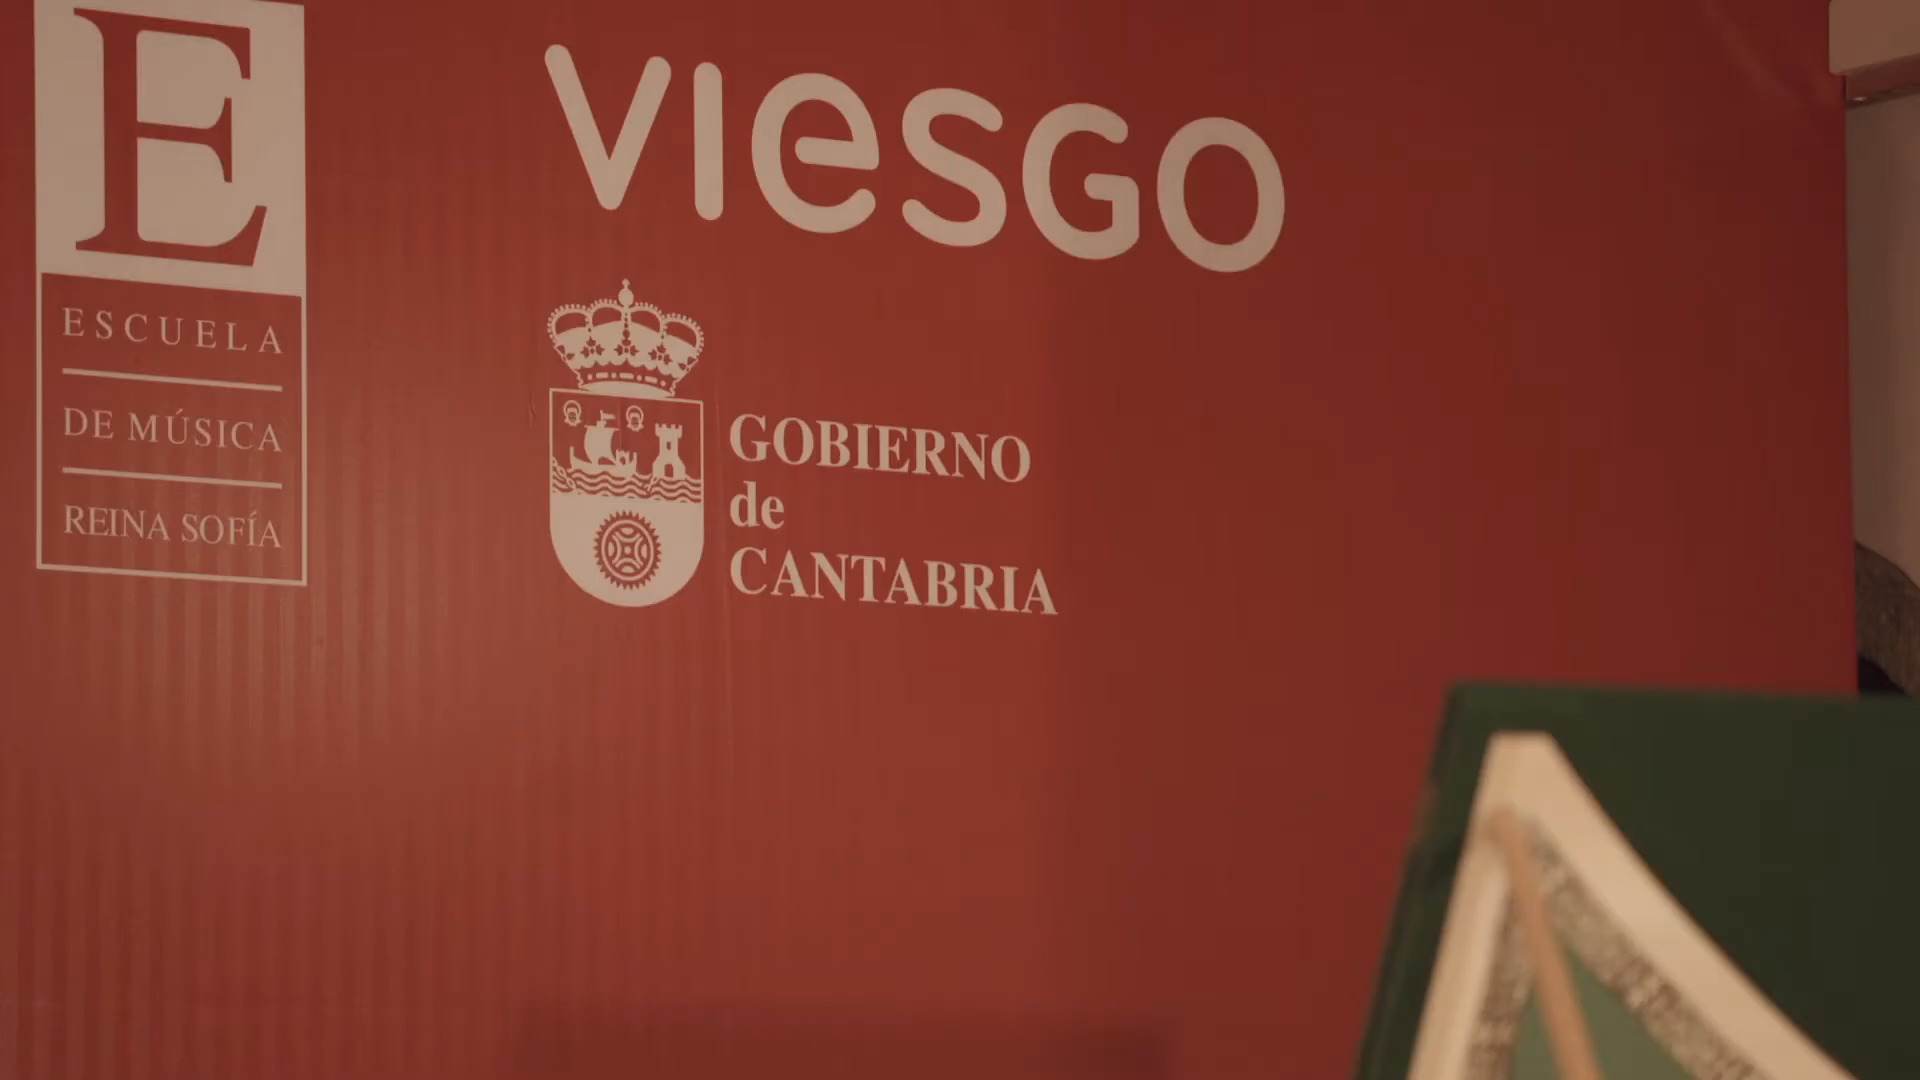 E
ESCUELA
DE MÚSICA
REINA SOFÍA
VIESGO
GOBIERNO
de
CANTABRIA